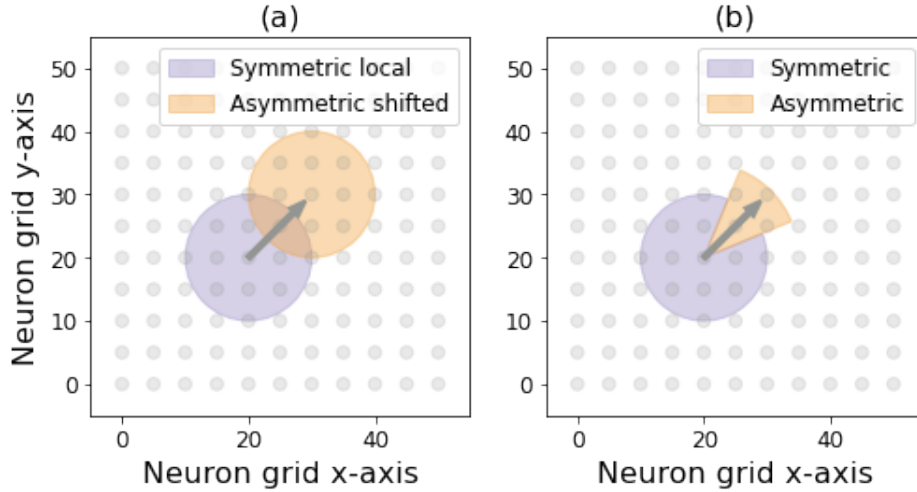 (a)
Symmetric local
Asymmetric shifted
50
40
30
20
10
0
0
20
40
Neuron grid y-axis
Neuron grid x-axis
(b)
Symmetric
Asymmetric
50
40
30
20
10
0
0
20
40
Neuron grid x-axis